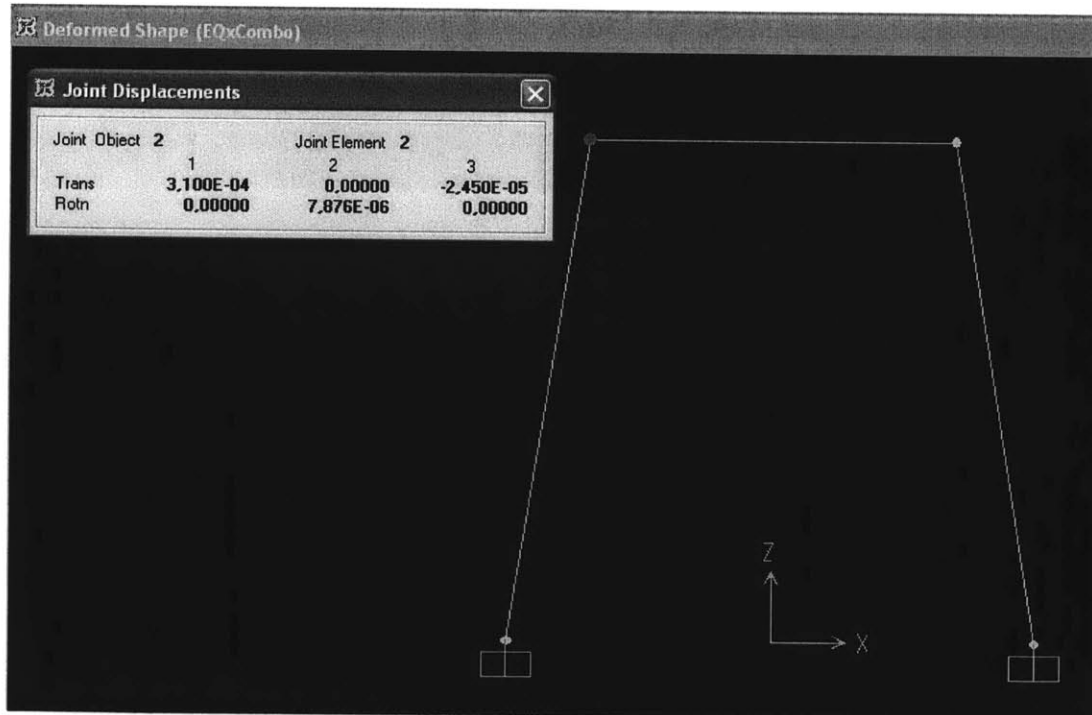 Deformed Shape (EQxCombo)
Joint Displacements
Joint Object 2 Joint Element 2
1 2 3
Trans 3,100E-04 0,00000 -2,450E-05
Rotn 0,00000 7,876E-06 0,00000
Z
X